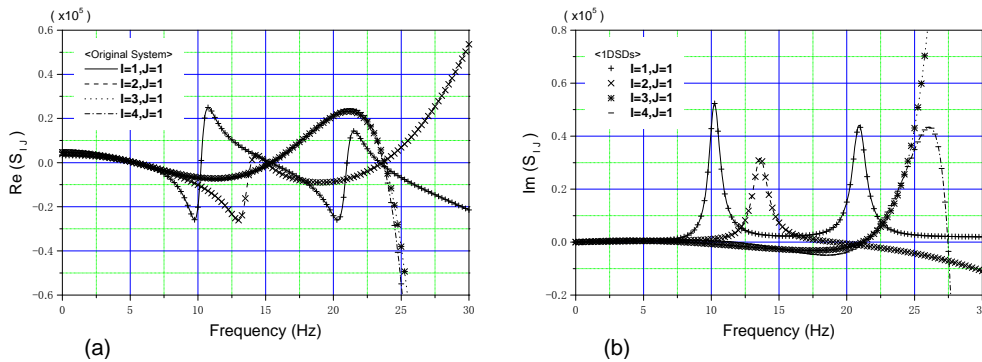 ( x10⁵ )
0.6
0.4
0.2
0.0
-0.2
-0.4
-0.6
Re (S I J )
<Original System>
I=1,J=1
I=2,J=1
I=3,J=1
I=4,J=1
0 5 10 15 20 25 30
Frequency (Hz)
(a)
( x10⁵ )
0.8
0.6
0.4
0.2
0.0
-0.2
Im (S I J )
<1DSDs>
I=1,J=1
I=2,J=1
I=3,J=1
I=4,J=1
0 5 10 15 20 25 30
Frequency (Hz)
(b)